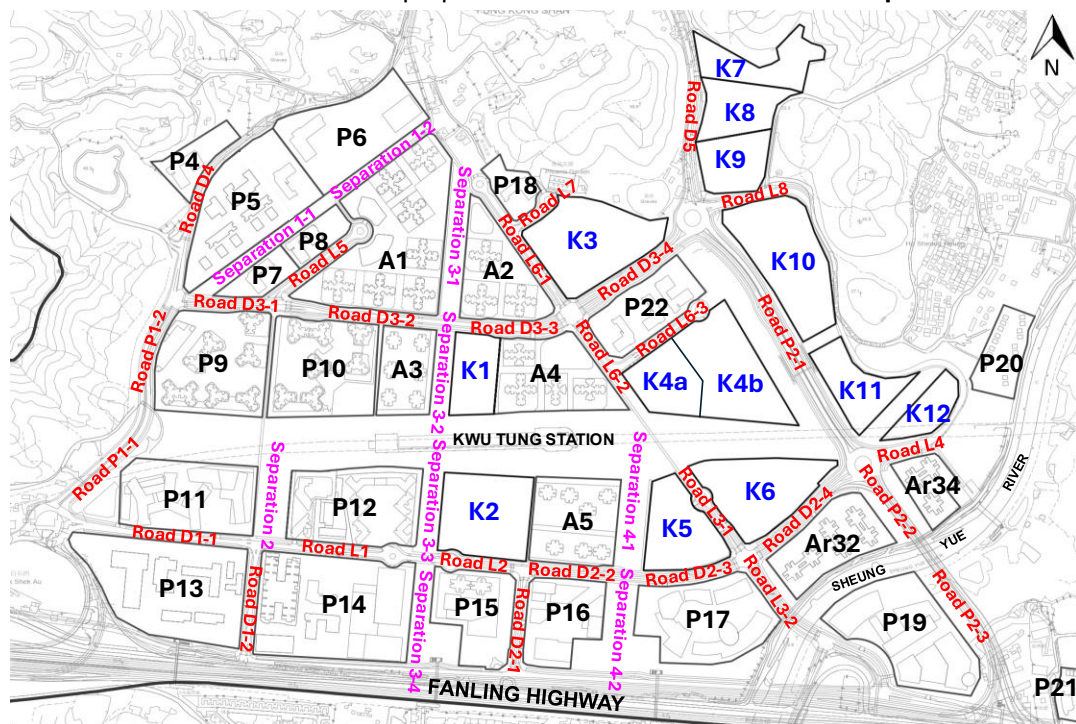 FUNG KONG SHAN
N
K7
K8
K9
Road D5
P4
P5
P6
Road D4
Separation 1-2
Separation 1-1
P7
P8
Road L5
P18
Road L7
Road L8
Separation 3-1
A1
A2
Road L6-1
K3
Road D3-4
K10
P22
Road L6-3
Road D3-1
Road D3-2
Road D3-3
Road P1-2
P9
P10
A3
Separation 3-2
K1
A4
Road L6-2
K4a
K4b
Road P2-1
K11
K12
P20
KWU TUNG STATION
Road P1-1
Separation 2
Separation 4-1
Road L4
P11
P12
K2
A5
K5
K6
Road L3-1
Ar34
RIVER
Road P2-2
Road D2-4
Ar32
YUE
SHEUNG
Road D1-1
Road L1
Separation 3-3
Road L2
Road D2-2
Road D2-3
Road L3-2
Road P2-3
P13
Road D1-2
P14
P15
Road D2-1
P16
Separation 4-2
P17
P19
P21
Separation 3-4
FANLING HIGHWAY